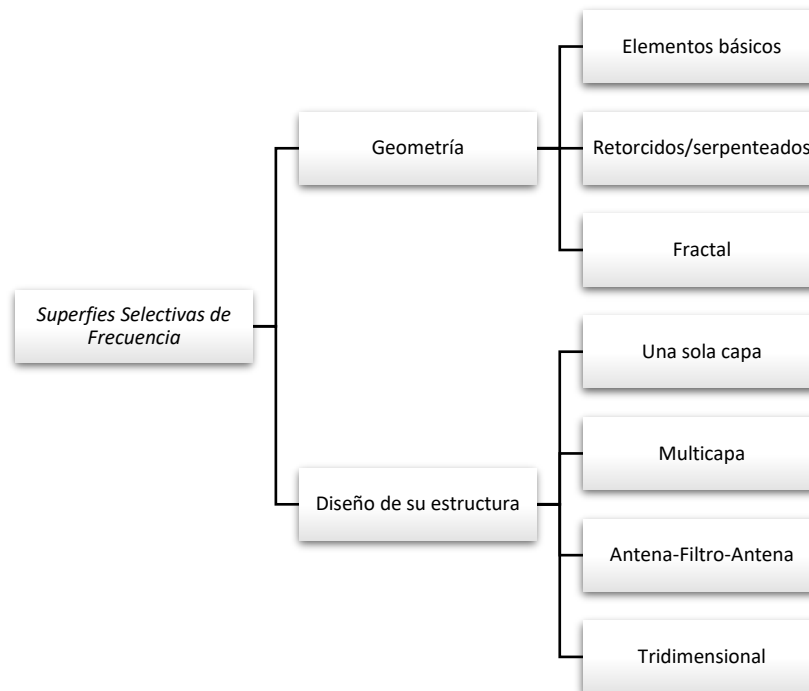 Superfies Selectivas de
Frecuencia
Geometría
Elementos básicos
Retorcidos/serpenteados
Fractal
Diseño de su estructura
Una sola capa
Multicapa
Antena-Filtro-Antena
Tridimensional